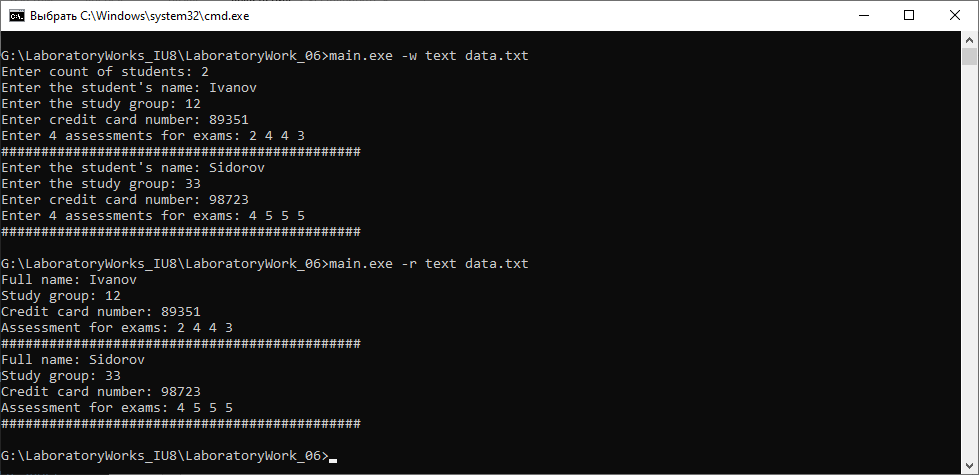 Выбрать C:\Windows\system32\cmd.exe
G:\LaboratoryWorks_IU8\LaboratoryWork_06>main.exe -w text data.txt
Enter count of students: 2
Enter the student's name: Ivanov
Enter the study group: 12
Enter credit card number: 89351
Enter 4 assessments for exams: 2 4 4 3
#############################################
Enter the student's name: Sidorov
Enter the study group: 33
Enter credit card number: 98723
Enter 4 assessments for exams: 4 5 5 5
#############################################
G:\LaboratoryWorks_IU8\LaboratoryWork_06>main.exe -r text data.txt
Full name: Ivanov
Study group: 12
Credit card number: 89351
Assessment for exams: 2 4 4 3
#############################################
Full name: Sidorov
Study group: 33
Credit card number: 98723
Assessment for exams: 4 5 5 5
#############################################
G:\LaboratoryWorks_IU8\LaboratoryWork_06>